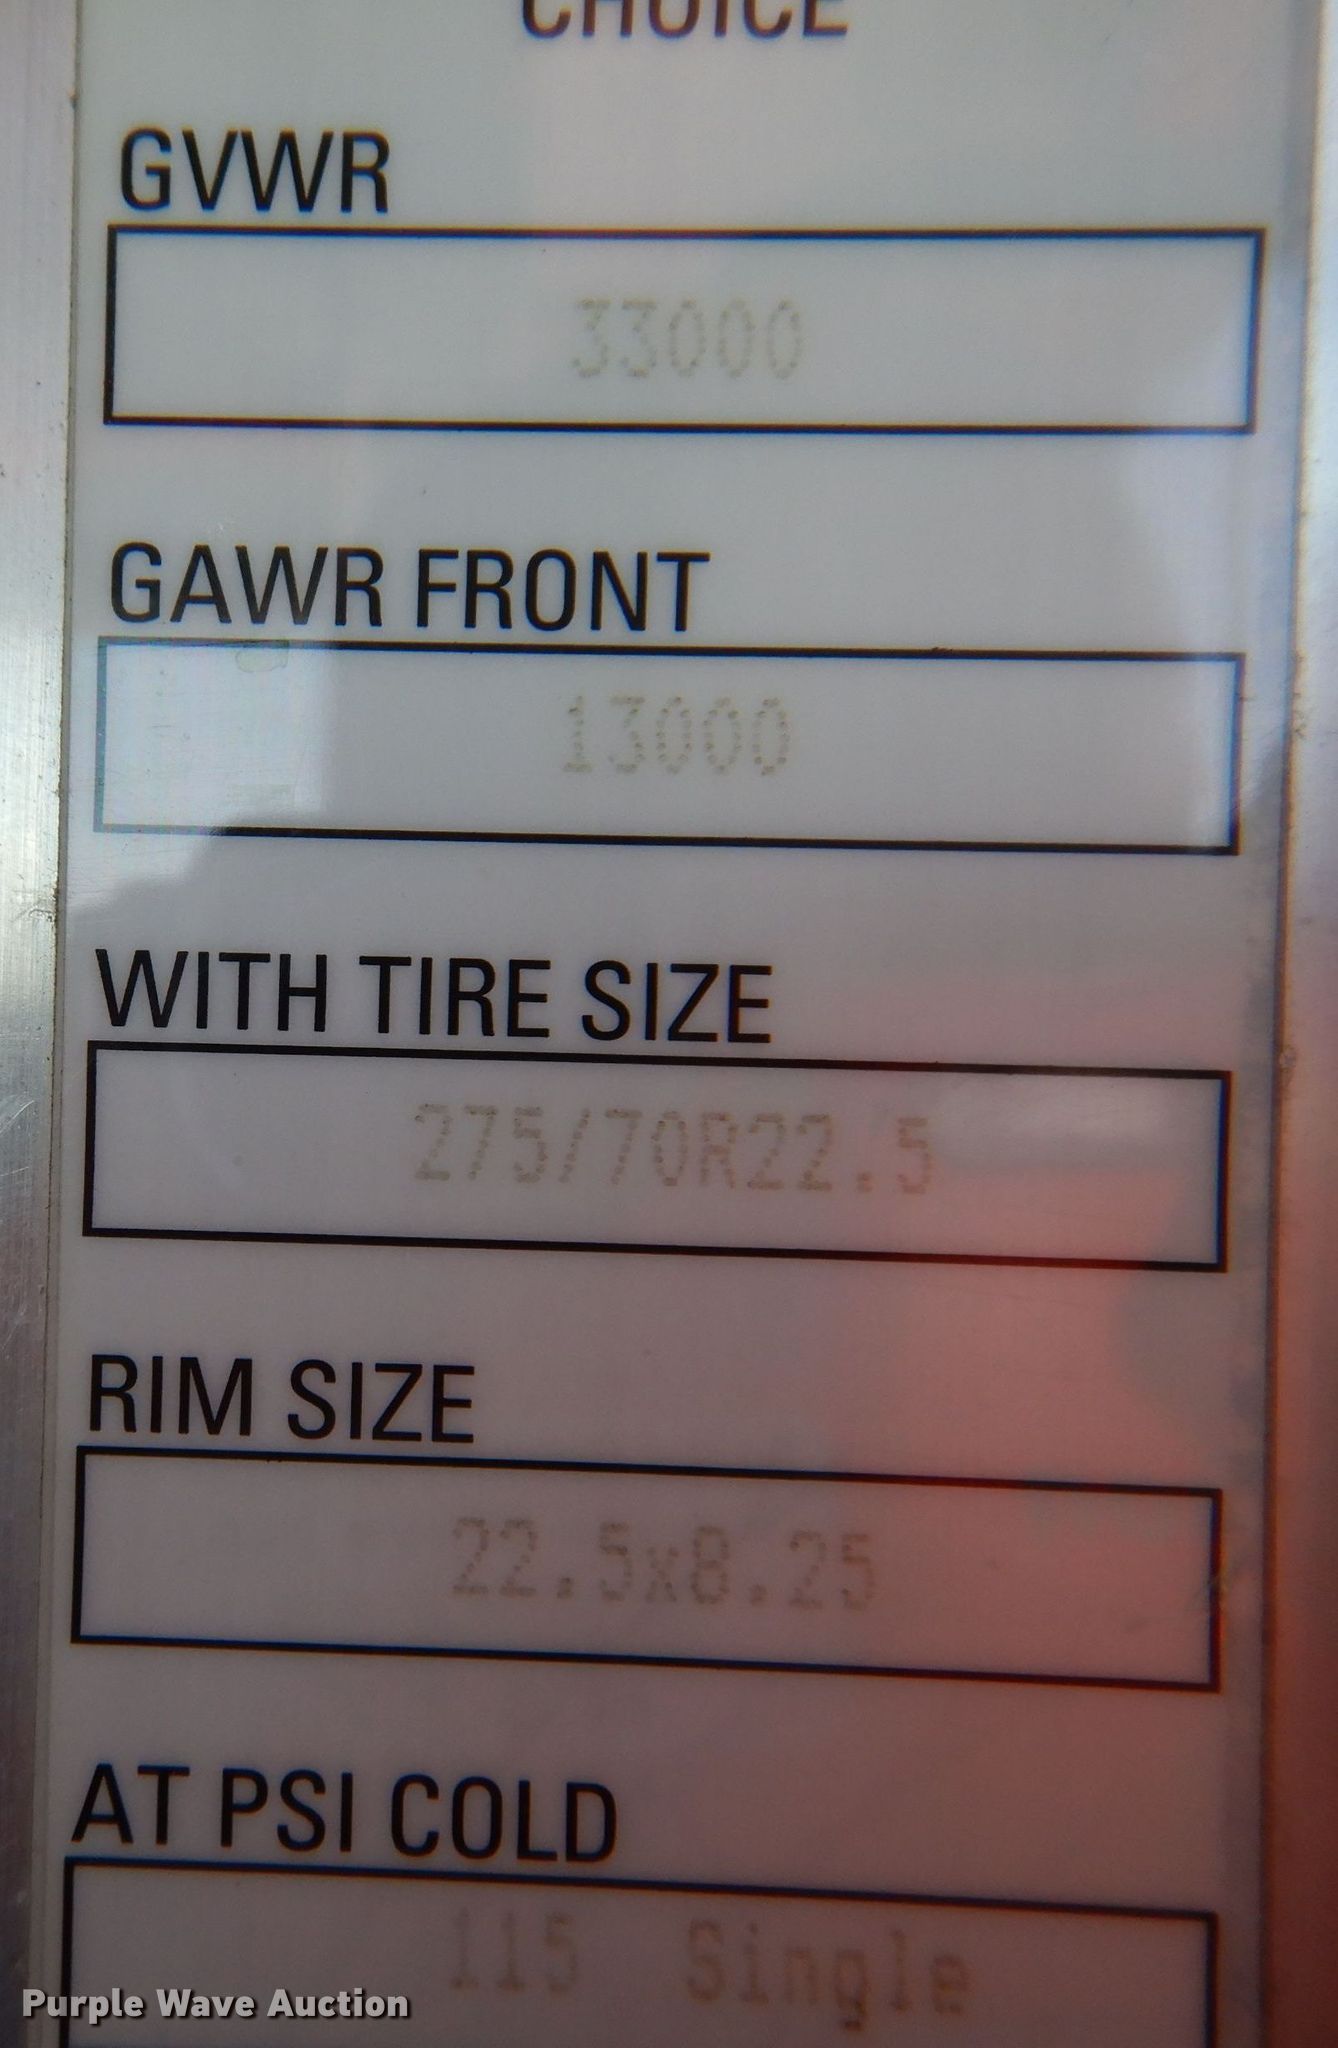 CHOICE
GVWR
33000
GAWR FRONT
13000
WITH TIRE SIZE
275/70R22.5
RIM SIZE
22.5x8.25
AT PSI COLD
115 Single
Purple Wave Auction